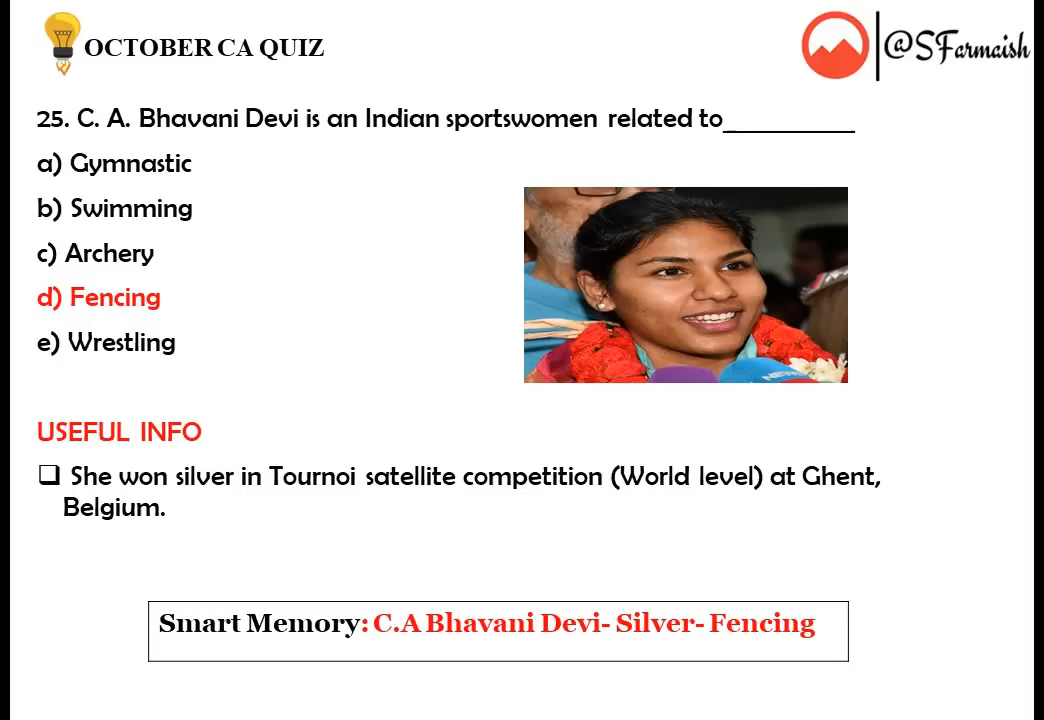 OCTOBER CA QUIZ
@SFarmaish
25. C. A. Bhavani Devi is an Indian sportswomen related to__________
a) Gymnastic
b) Swimming
c) Archery
d) Fencing
e) Wrestling
NEWS
USEFUL INFO
❑ She won silver in Tournoi satellite competition (World level) at Ghent,
Belgium.
Smart Memory: C.A Bhavani Devi- Silver- Fencing